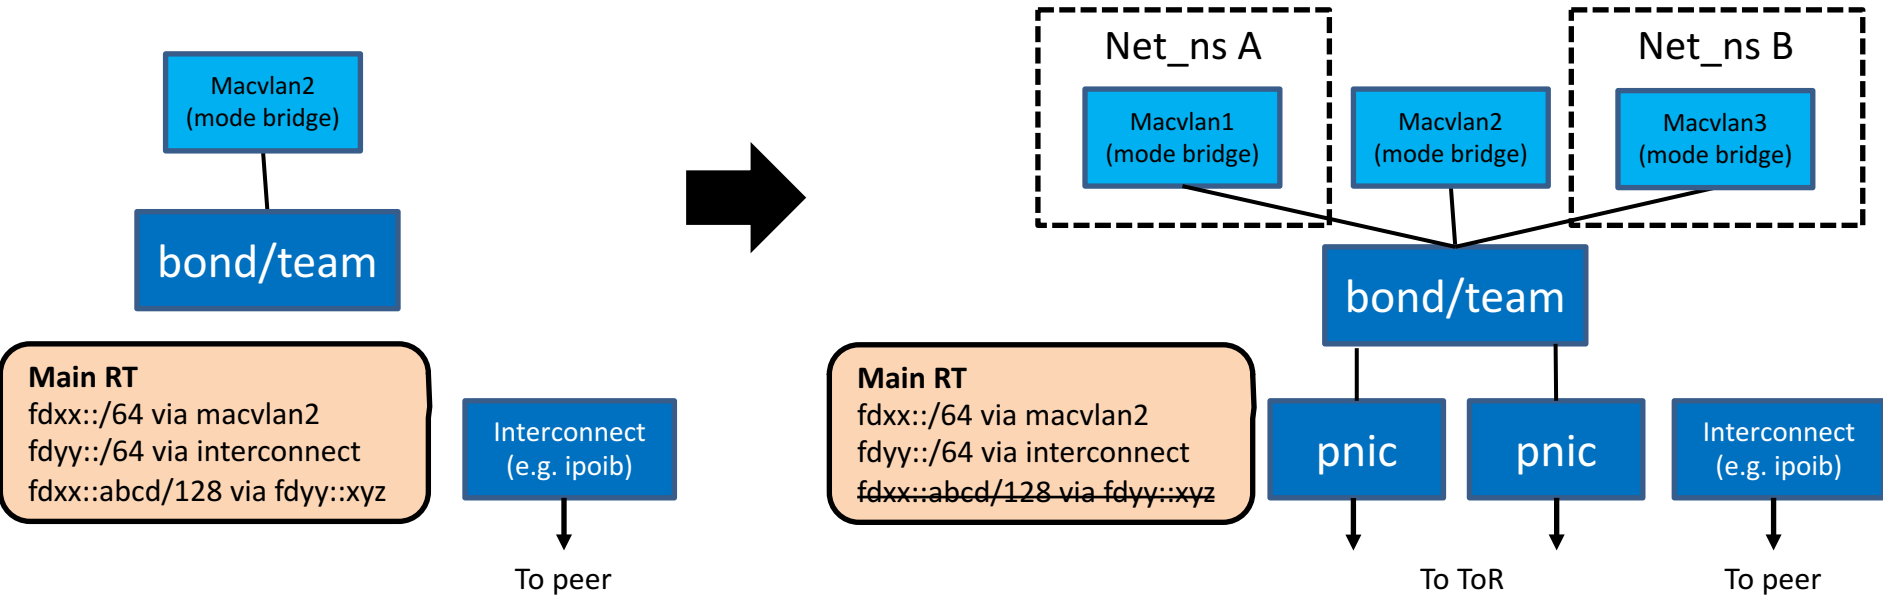 Macvlan2
(mode bridge)
bond/team
Main RT
fdxx::/64 via macvlan2
fdyy::/64 via interconnect
fdxx::abcd/128 via fdyy::xyz
Interconnect
(e.g. ipoib)
To peer
Net_ns A
Macvlan1
(mode bridge)
Macvlan2
(mode bridge)
Net_ns B
Macvlan3
(mode bridge)
bond/team
Main RT
fdxx::/64 via macvlan2
fdyy::/64 via interconnect
fdxx::abcd/128 via fdyy::xyz
pnic
pnic
Interconnect
(e.g. ipoib)
To ToR
To peer